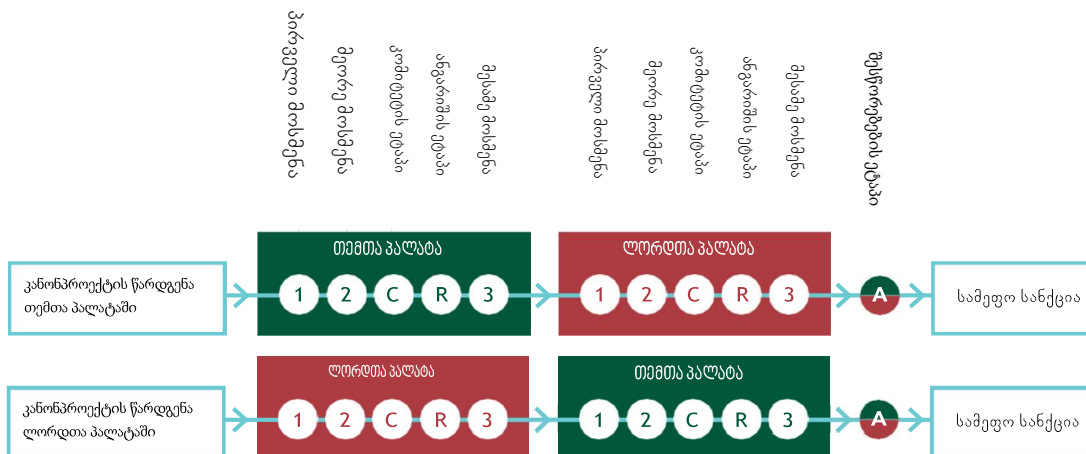 პირველი მოსმენა
მეორე მოსმენა
კომიტეტის ეტაპი
ანგარიშის ეტაპი
მესამე მოსმენა
პირველი მოსმენა
მეორე მოსმენა
კომიტეტის ეტაპი
ანგარიშის ეტაპი
მესამე მოსმენა
შესწორებების ეტაპი
კანონპროექტის წარდგენა
თემთა პალატაში
თემთა პალატა
1 2 C R 3
ლორდთა პალატა
1 2 C R 3
A
სამეფო სანქცია
კანონპროექტის წარდგენა
ლორდთა პალატაში
ლორდთა პალატა
1 2 C R 3
თემთა პალატა
1 2 C R 3
A
სამეფო სანქცია